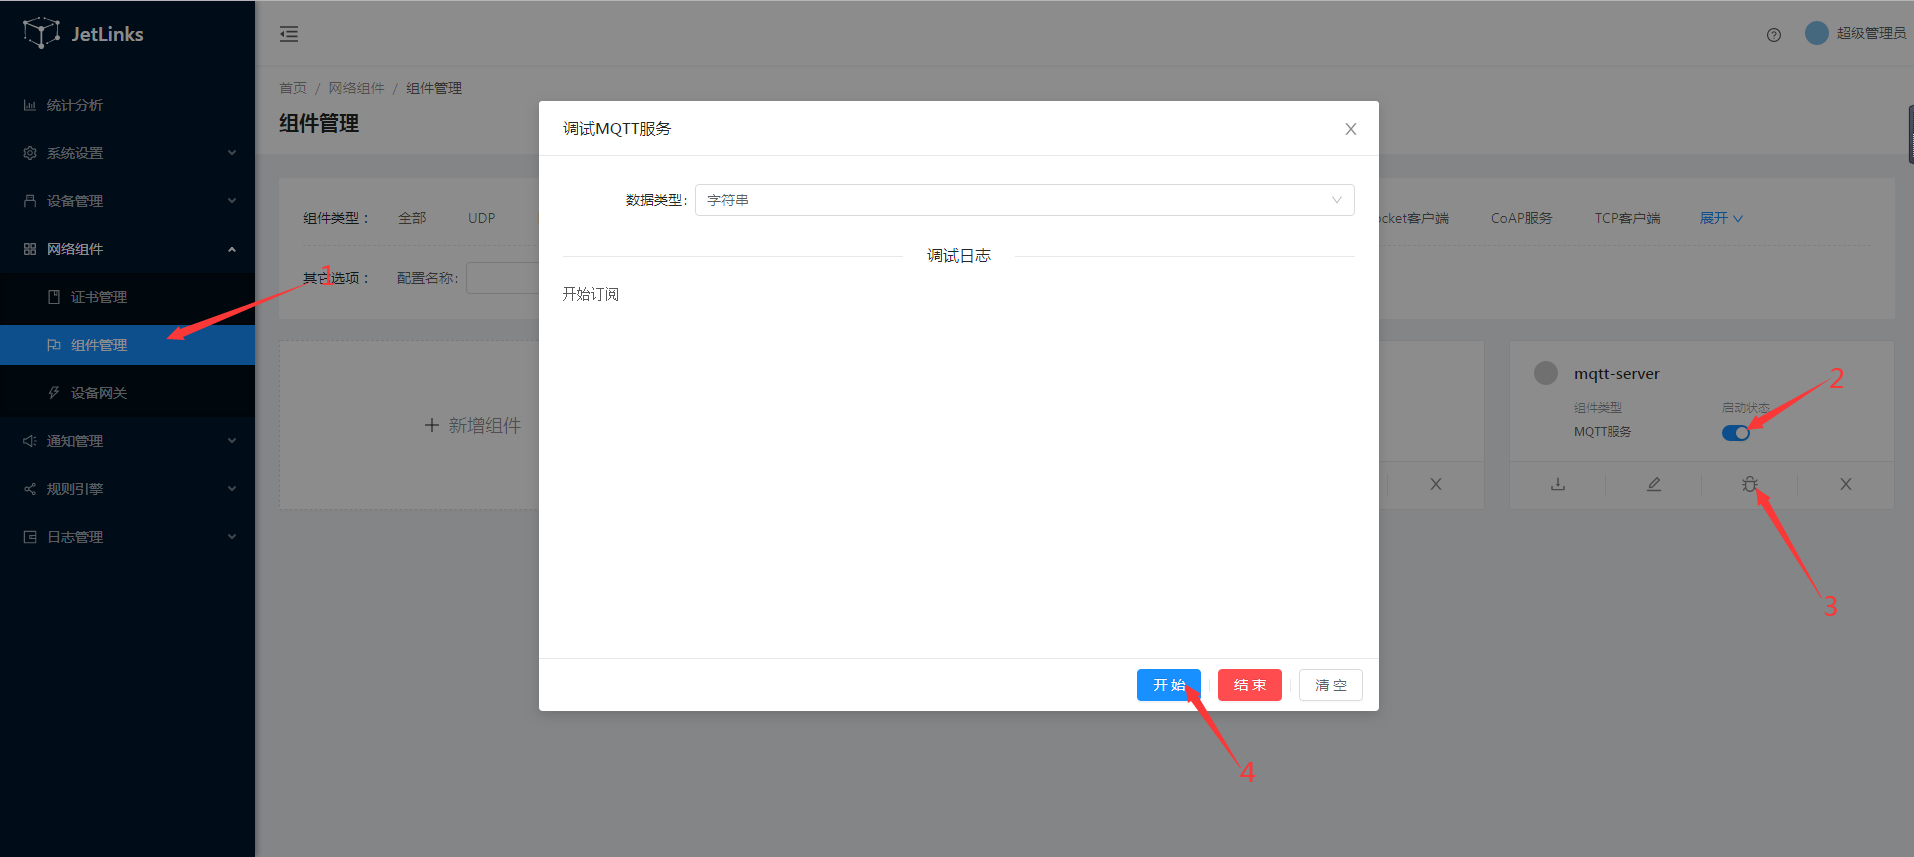 JetLinks
超级管理员
统计分析
系统设置
设备管理
网络组件
证书管理
组件管理
设备网关
通知管理
规则引擎
日志管理
首页 / 网络组件 / 组件管理
组件管理
组件类型： 全部 UDP
ocket客户端 CoAP服务 TCP客户端 展开
其它选项： 配置名称:
新增组件
mqtt-server
组件类型 启动状态
MQTT服务
调试MQTT服务
数据类型: 字符串
调试日志
开始订阅
开始 结束 清空
1
2
3
4